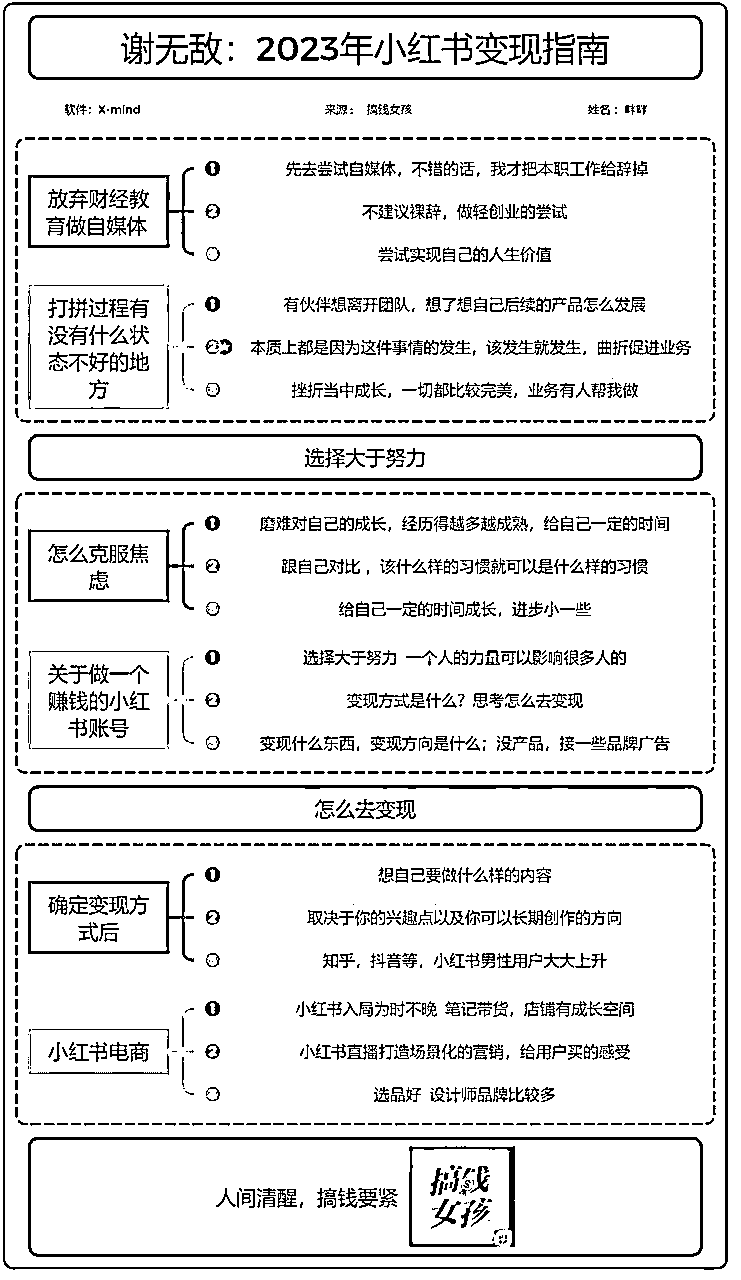 谢无敌：2023年小红书变现指南
软件：X-mind
来源： 搞钱女孩
姓名：
放弃财经教
育做自媒体
1 先去尝试自媒体，不错的话，我才把本职工作给辞掉
2 不建议裸辞，做轻创业的尝试
尝试实现自己的人生价值
打拼过程有
没有什么状
态不好的地
方
1 有伙伴想离开团队，想了想自己后续的产品怎么发展
2 本质上都是因为这件事情的发生，该发生就发生，曲折促进业务
挫折当中成长，一切都比较完美，业务有人帮我做
选择大于努力
怎么克服焦
虑
1 磨难对自己的成长，经历得越多越成熟，给自己一定的时间
2 跟自己对比，该什么样的习惯就可以是什么样的习惯
给自己一定的时间成长，进步小一些
关于做一个
赚钱的小红
书账号
1 选择大于努力 一个人的力量可以影响很多人的
2 变现方式是什么？思考怎么去变现
变现什么东西，变现方向是什么；没产品，接一些品牌广告
怎么去变现
确定变现方
式后
1 想自己要做什么样的内容
2 取决于你的兴趣点以及你可以长期创作的方向
知乎，抖音等，小红书男性用户大大上升
小红书电商
1 小红书入局为时不晚 笔记带货，店铺有成长空间
2 小红书直播打造场景化的营销，给用户买的感受
选品好 设计师品牌比较多
人间清醒，搞钱要紧
搞钱
女孩